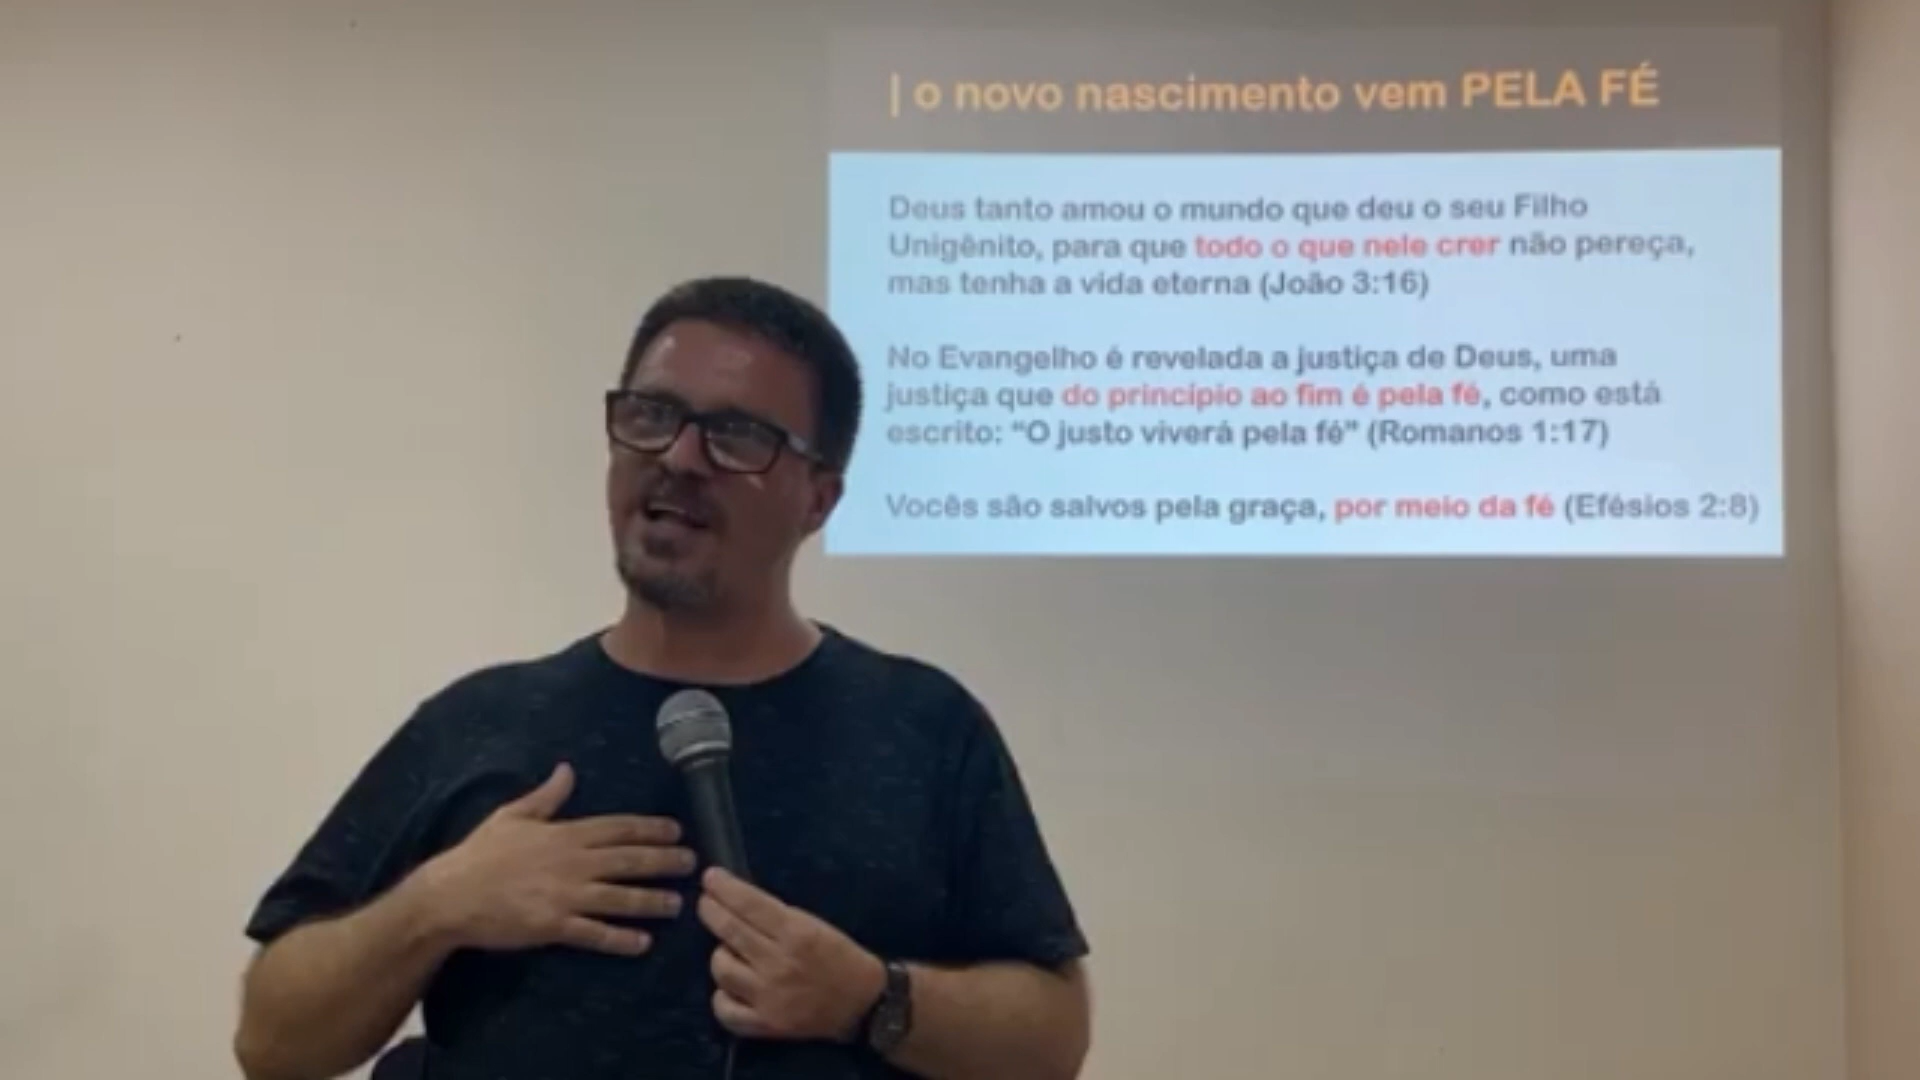 | o novo nascimento vem PELA FÉ
Deus tanto amou o mundo que deu o seu Filho
Unigênito, para que todo o que nele crer não pereça,
mas tenha a vida eterna (João 3:16)
No Evangelho é revelada a justiça de Deus, uma
justiça que do princípio ao fim é pela fé, como está
escrito: “O justo viverá pela fé” (Romanos 1:17)
Vocês são salvos pela graça, por meio da fé (Efésios 2:8)